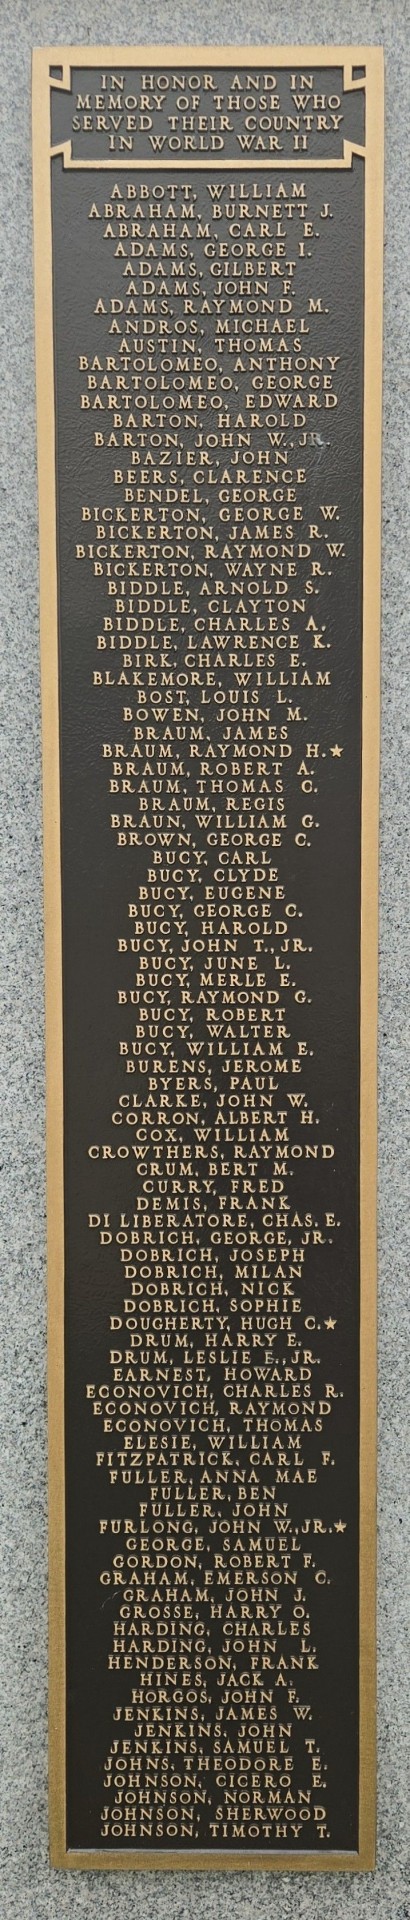 IN HONOR AND IN
MEMORY OF THOSE WHO
SERVED THEIR COUNTRY
IN WORLD WAR II
ABBOTT, WILLIAM
ABRAHAM, BURNETT J.
ABRAHAM, CARL E.
ADAMS, GEORGE I.
ADAMS, GILBERT
ADAMS, JOHN F.
ADAMS, RAYMOND M.
ANDROS, MICHAEL
AUSTIN, THOMAS
BARTOLOMEO, ANTHONY
BARTOLOMEO, GEORGE
BARTOLOMEO, EDWARD
BARTON, HAROLD
BARTON, JOHN W., JR.
BAZIER, JOHN
BEERS, CLARENCE
BENDEL, GEORGE
BICKERTON, GEORGE W.
BICKERTON, JAMES R.
BICKERTON, RAYMOND W.
BICKERTON, WAYNE R.
BIDDLE, ARNOLD S.
BIDDLE, CLAYTON
BIDDLE, CHARLES A.
BIDDLE, LAWRENCE K.
BIRK, CHARLES E.
BLAKEMORE, WILLIAM
BOST, LOUIS L.
BOWEN, JOHN M.
BRAUM, JAMES
BRAUM, RAYMOND H.★
BRAUM, ROBERT A.
BRAUM, THOMAS C.
BRAUM, REGIS
BRAUN, WILLIAM G.
BROWN, GEORGE C.
BUCY, CARL
BUCY, CLYDE
BUCY, EUGENE
BUCY, GEORGE C.
BUCY, HAROLD
BUCY, JOHN T., JR.
BUCY, JUNE L.
BUCY, MERLE E.
BUCY, RAYMOND G.
BUCY, ROBERT
BUCY, WALTER
BUCY, WILLIAM E.
BURENS, JEROME
BYERS, PAUL
CLARKE, JOHN W.
CORRON, ALBERT H.
COX, WILLIAM
CROWTHERS, RAYMOND
CRUM, BERT M.
CURRY, FRED
DEMIS, FRANK
DI LIBERATORE, CHAS. E.
DOBRICH, GEORGE, JR.
DOBRICH, JOSEPH
DOBRICH, MILAN
DOBRICH, NICK
DOBRICH, SOPHIE
DOUGHERTY, HUGH C.★
DRUM, HARRY E.
DRUM, LESLIE E., JR.
EARNEST, HOWARD
ECONOVICH, CHARLES R.
ECONOVICH, RAYMOND
ECONOVICH, THOMAS
ELESIE, WILLIAM
FITZPATRICK, CARL F.
FULLER, ANNA MAE
FULLER, BEN
FULLER, JOHN
FURLONG, JOHN W., JR.★
GEORGE, SAMUEL
GORDON, ROBERT F.
GRAHAM, EMERSON C.
GRAHAM, JOHN J.
GROSSE, HARRY O.
HARDING, CHARLES
HARDING, JOHN L.
HENDERSON, FRANK
HINES, JACK A.
HORGOS, JOHN F.
JENKINS, JAMES W.
JENKINS, JOHN
JENKINS, SAMUEL T.
JOHNS, THEODORE E.
JOHNSON, CICERO E.
JOHNSON, NORMAN
JOHNSON, SHERWOOD
JOHNSON, TIMOTHY T.